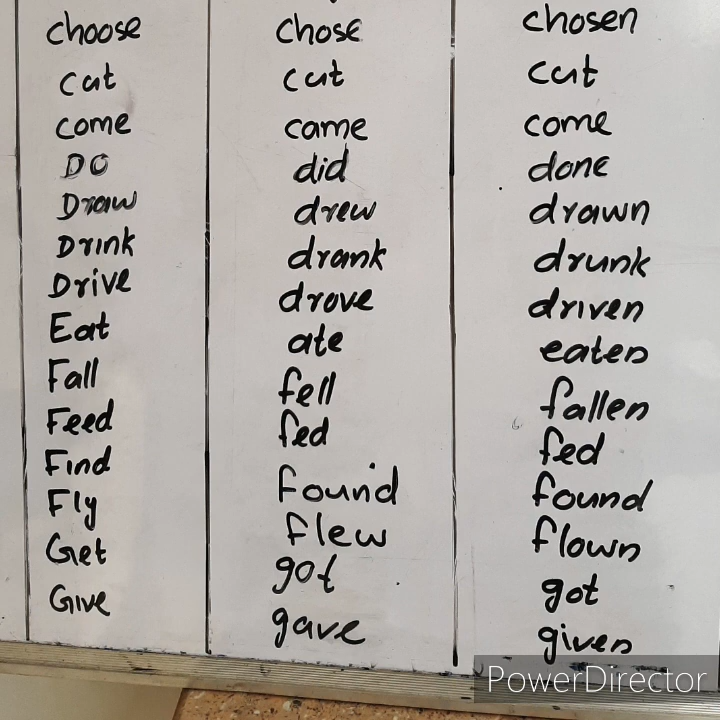 choose chose chosen
cut cut cut
come came come
Do did done
Draw drew drawn
Drink drank drunk
Drive drove driven
Eat ate eaten
Fall fell fallen
Feed fed fed
Find found found
Fly flew flown
Get got got
Give gave given
PowerDirector